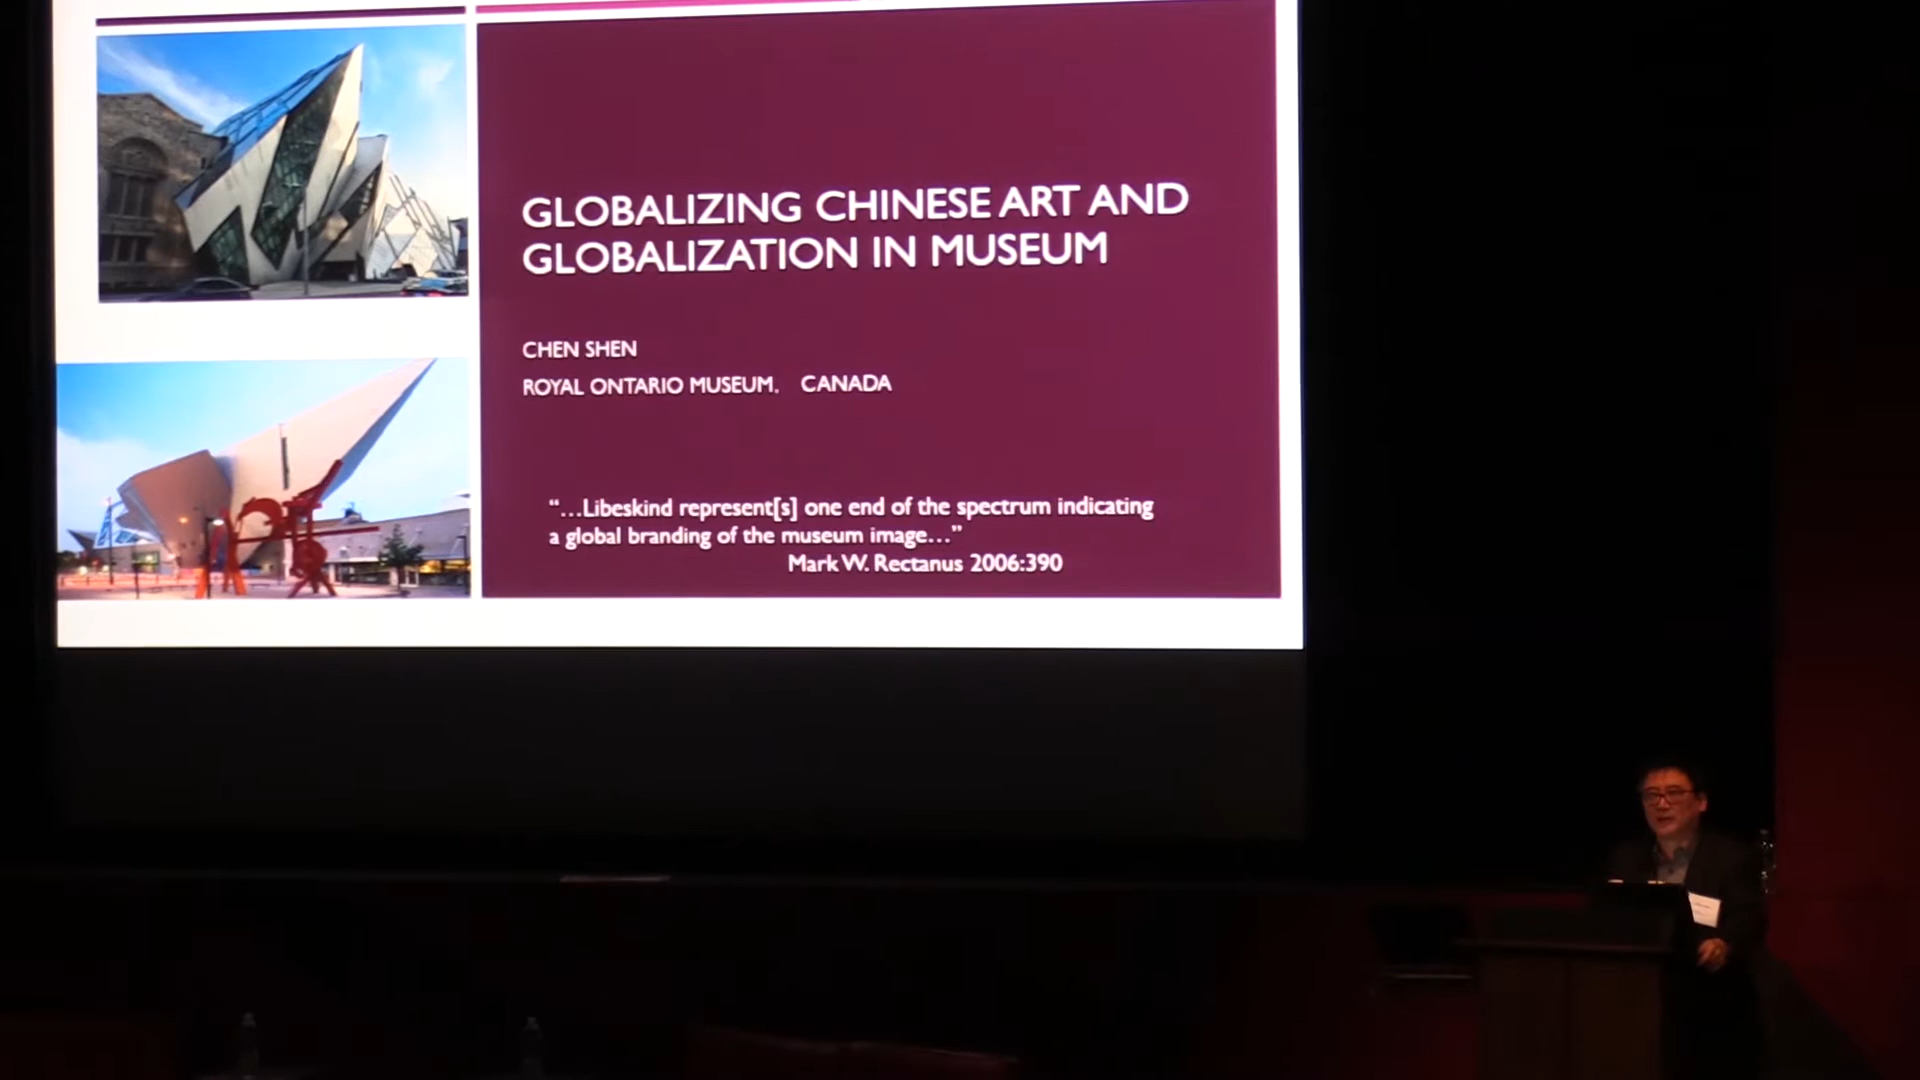 GLOBALIZING CHINESE ART AND
GLOBALIZATION IN MUSEUM
CHEN SHEN
ROYAL ONTARIO MUSEUM, CANADA
“…Libeskind represent[s] one end of the spectrum indicating
a global branding of the museum image…”
Mark W. Rectanus 2006:390